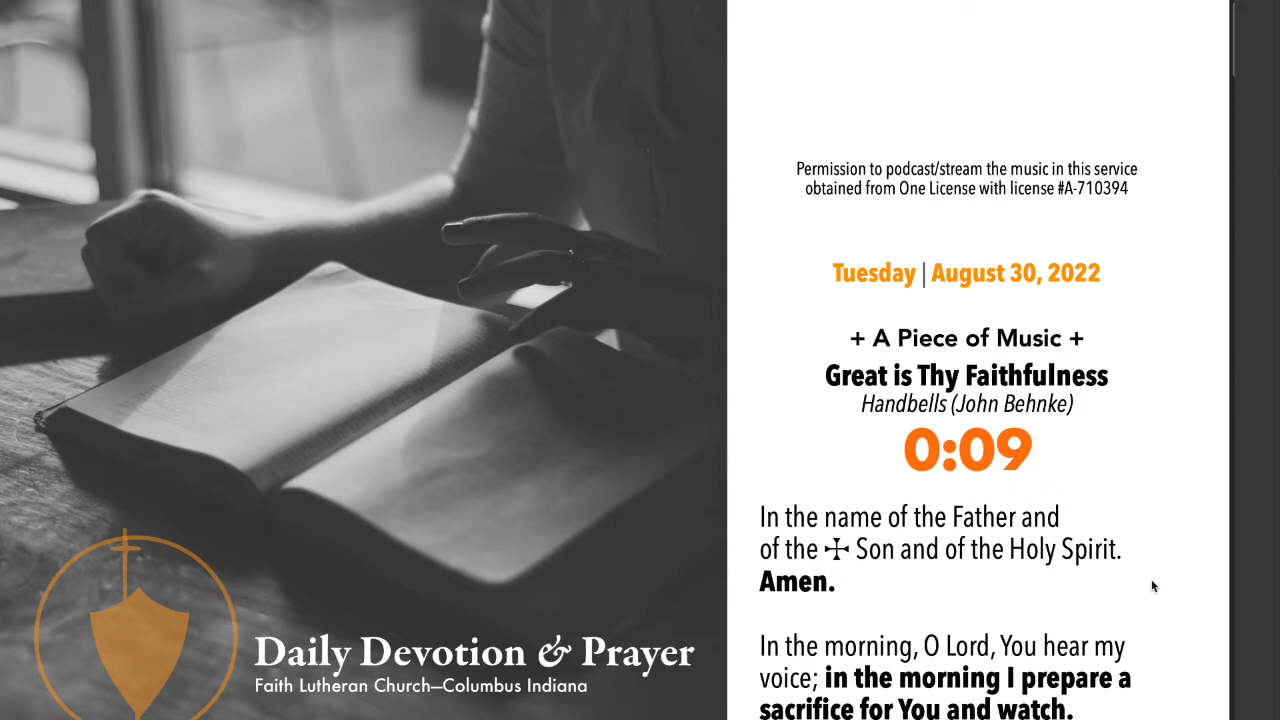 Permission to podcast/stream the music in this service
obtained from One License with license #A-710394
Tuesday | August 30, 2022
+ A Piece of Music +
Great is Thy Faithfulness
Handbells (John Behnke)
0:09
In the name of the Father and
of the ☩ Son and of the Holy Spirit.
Amen.
In the morning, O Lord, You hear my
voice; in the morning I prepare a
sacrifice for You and watch.
Daily Devotion & Prayer
Faith Lutheran Church—Columbus Indiana